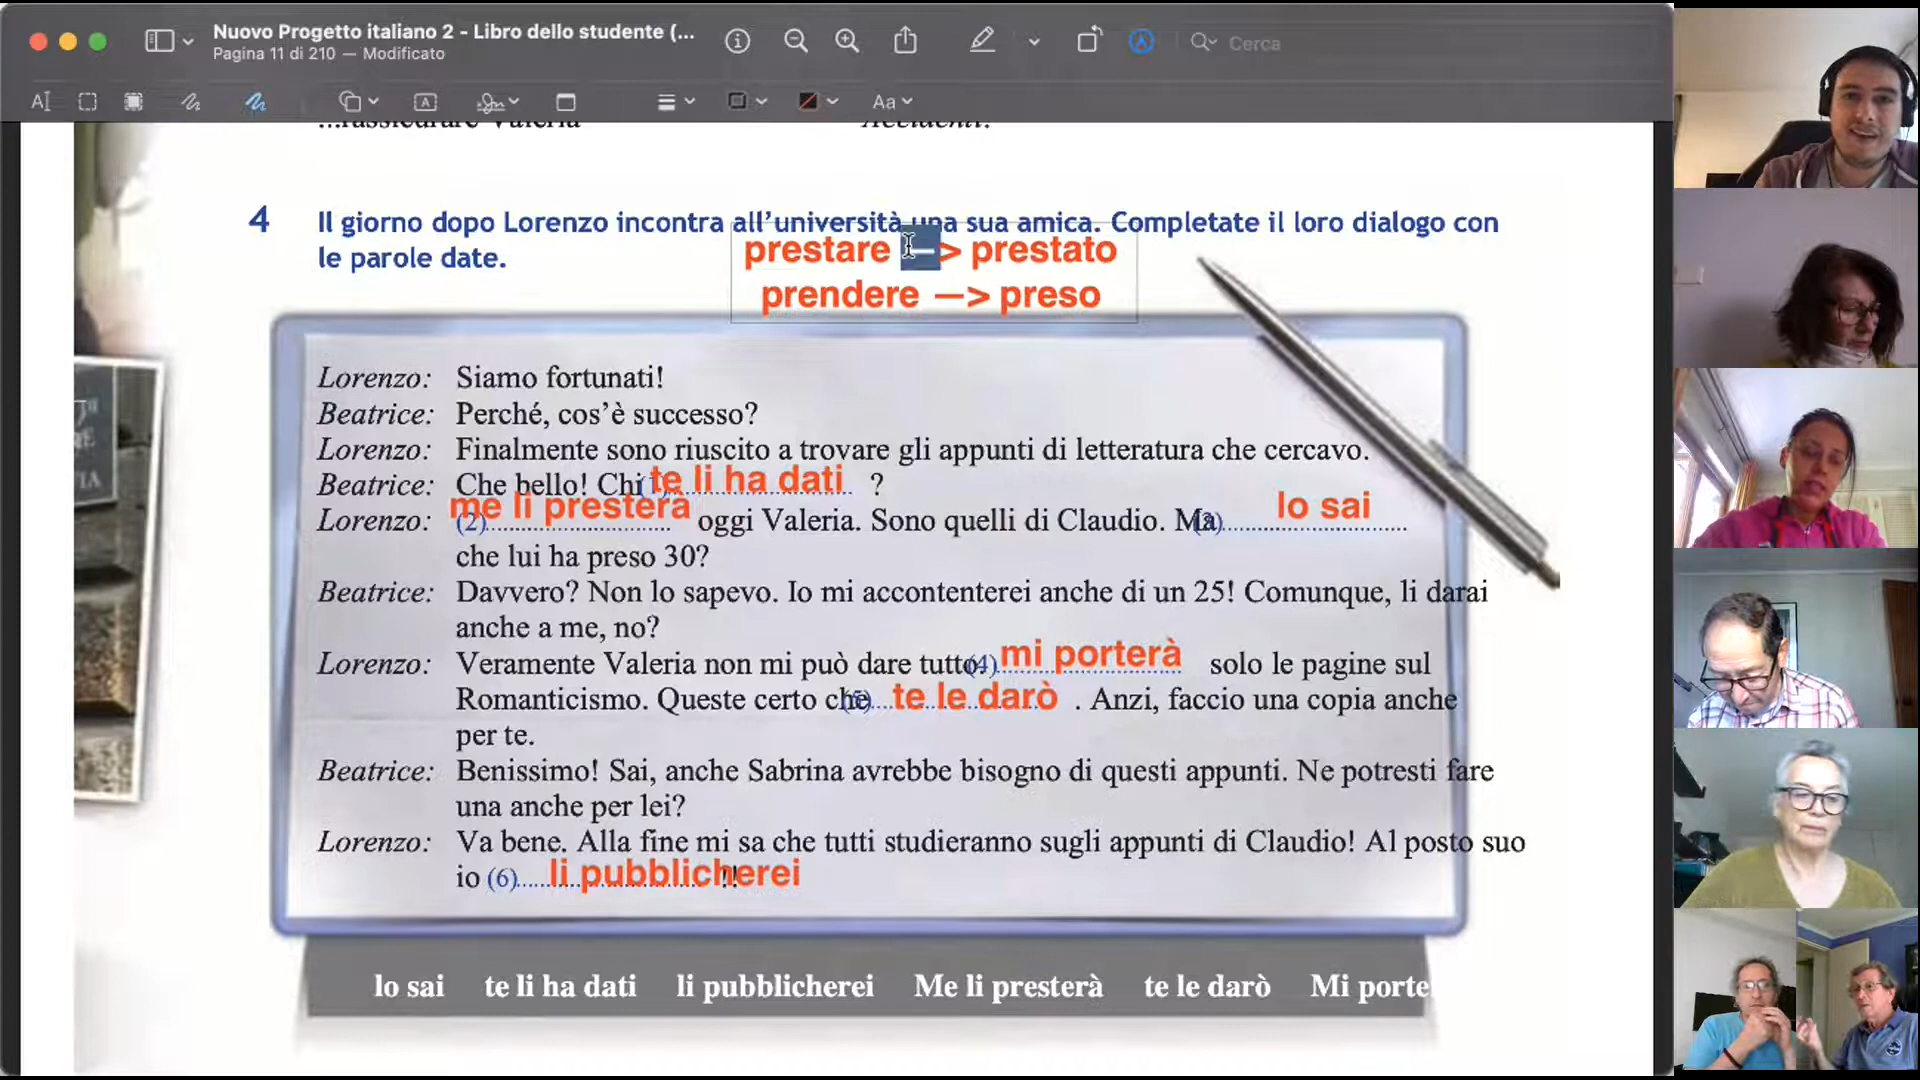 Nuovo Progetto italiano 2 - Libro dello studente (...
Pagina 11 di 210 — Modificato
Cerca
Aa
...rassicurare Valeria
Accidenti!
4 Il giorno dopo Lorenzo incontra all'università una sua amica. Completate il loro dialogo con
le parole date.
prestare —> prestato
prendere —> preso
Lorenzo: Siamo fortunati!
Beatrice: Perché, cos'è successo?
Lorenzo: Finalmente sono riuscito a trovare gli appunti di letteratura che cercavo.
Beatrice: Che bello! Chi te li ha dati ?
Lorenzo: (2) me li presterà oggi Valeria. Sono quelli di Claudio. Ma (3) lo sai
che lui ha preso 30?
Beatrice: Davvero? Non lo sapevo. Io mi accontenterei anche di un 25! Comunque, li darai
anche a me, no?
Lorenzo: Veramente Valeria non mi può dare tutto. (4) mi porterà solo le pagine sul
Romanticismo. Queste certo che (5) te le darò . Anzi, faccio una copia anche
per te.
Beatrice: Benissimo! Sai, anche Sabrina avrebbe bisogno di questi appunti. Ne potresti fare
una anche per lei?
Lorenzo: Va bene. Alla fine mi sa che tutti studieranno sugli appunti di Claudio! Al posto suo
io (6) li pubblicherei !!
lo sai te li ha dati li pubblicherei Me li presterà te le darò Mi porte